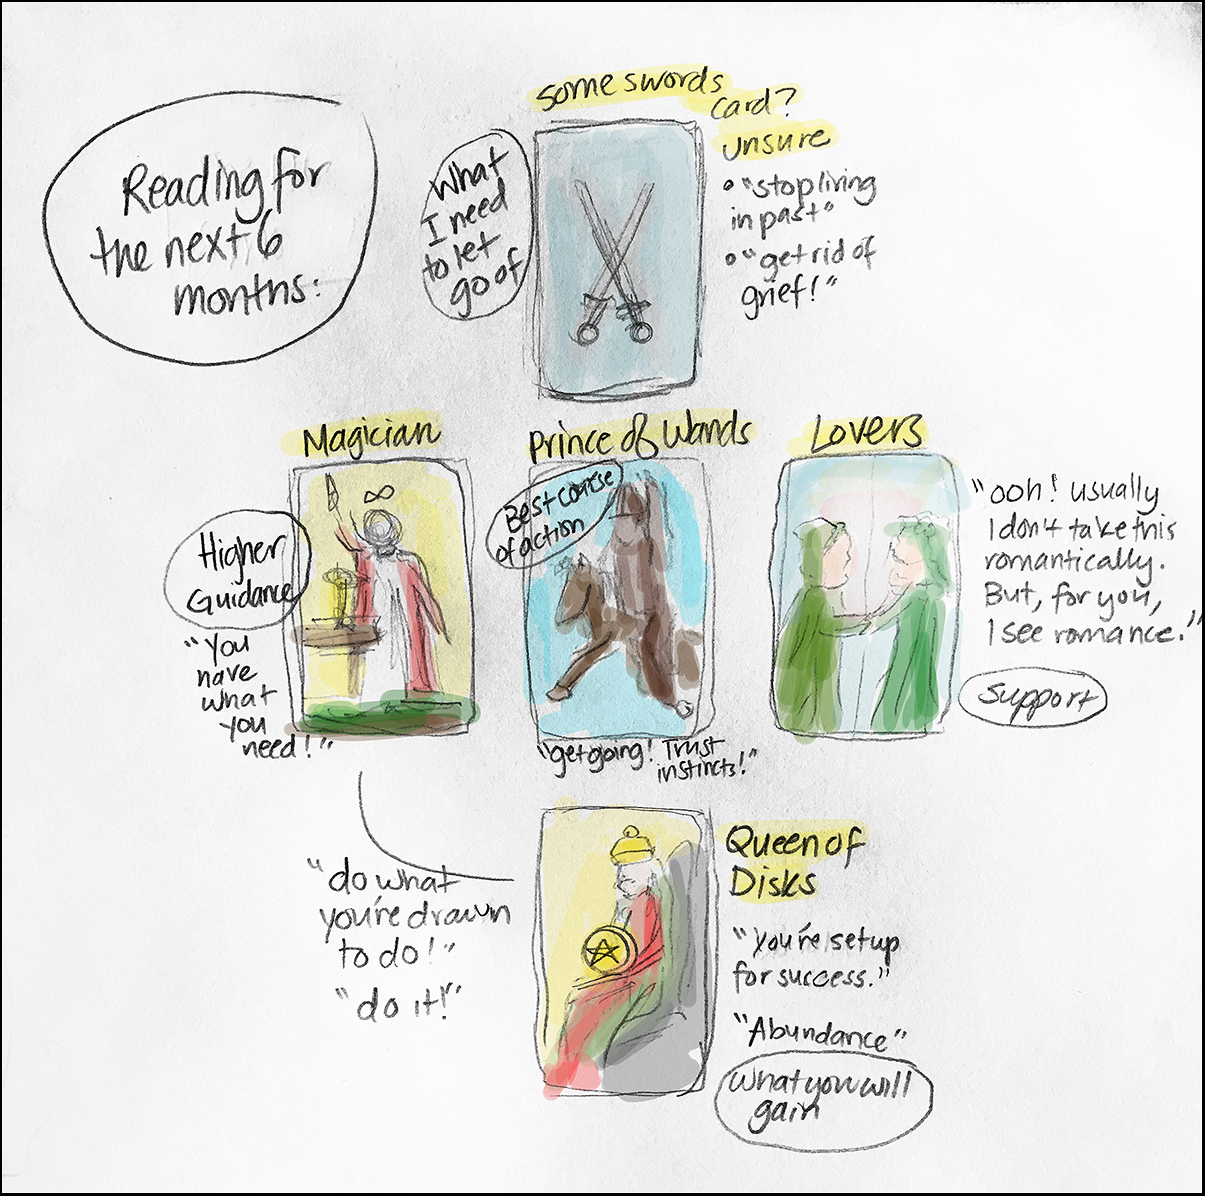 Reading for
the next 6
months:
some swords
card?
unsure
What
I need
to let
go of
• "stop living
in past"
• "get rid of
grief!"
Magician
Higher
Guidance
"You
have
what
you
need!"
∞
Prince of Wands
Best course
of action
"get going! Trust
instincts!"
Lovers
"ooh! usually
I don't take this
romantically.
But, for you,
I see romance."
support
"do what
you're drawn
to do!"
"do it!"
Queen of
Disks
"You're setup
for success."
"Abundance"
What you will
gain